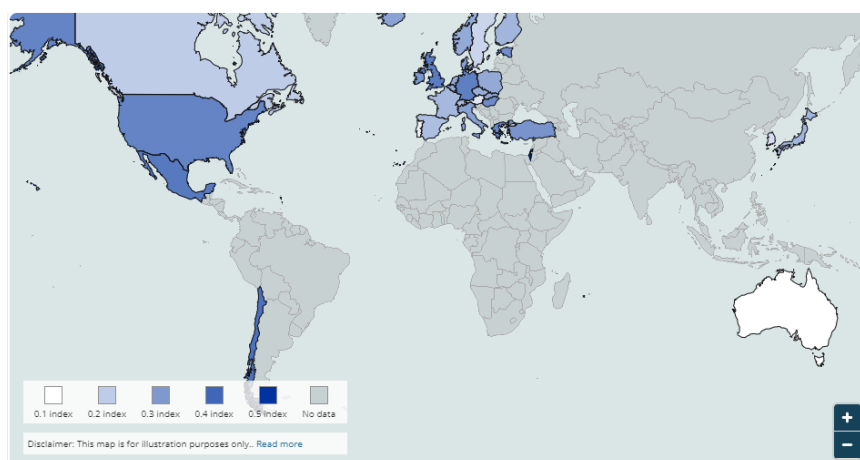 0.1 index 0.2 index 0.3 index 0.4 index 0.5 index No data
Disclaimer: This map is for illustration purposes only.. Read more
+
−